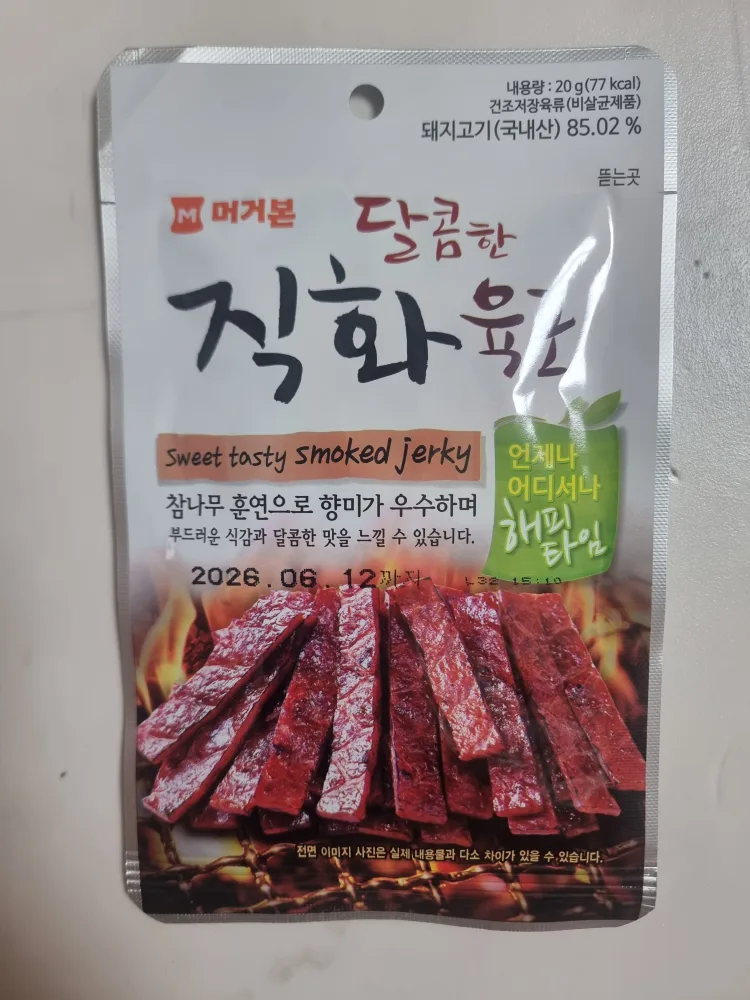 내용량 : 20 g(77 kcal)
건조저장육류(비살균제품)
돼지고기(국내산) 85.02 %
뜯는곳
M 머거본
달콤한
직화 육포
Sweet tasty smoked jerky
참나무 훈연으로 향미가 우수하며
부드러운 식감과 달콤한 맛을 느낄 수 있습니다.
언제나
어디서나
해피
타임
2026.06.12까지 L32 15:10
전면 이미지 사진은 실제 내용물과 다소 차이가 있을 수 있습니다.